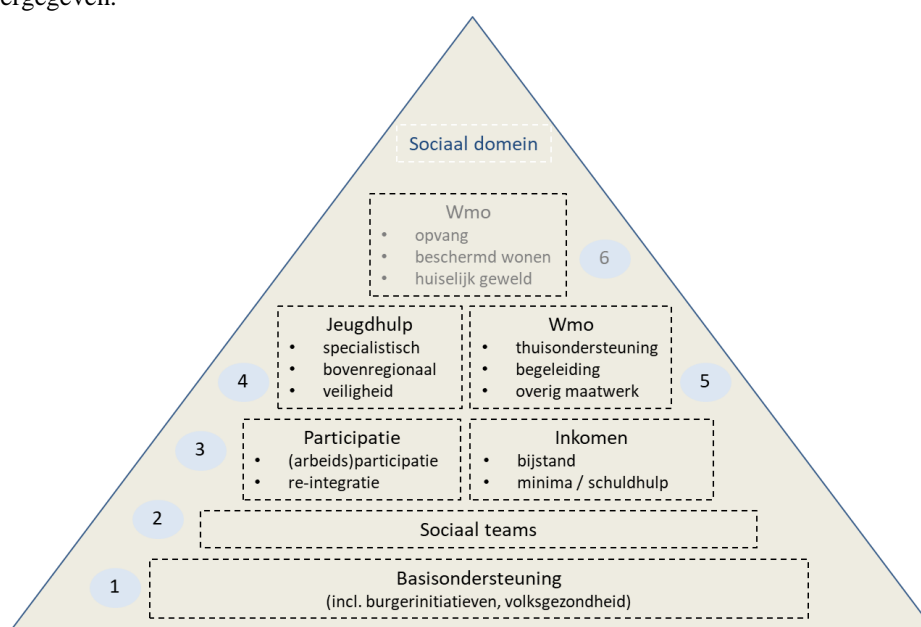 ergegeven.
Sociaal domein
Wmo
• opvang
• beschermd wonen
• huiselijk geweld
6
Jeugdhulp
• specialistisch
• bovenregionaal
• veiligheid
4
Wmo
• thuisondersteuning
• begeleiding
• overig maatwerk
5
Participatie
• (arbeids)participatie
• re-integratie
3
Inkomen
• bijstand
• minima / schuldhulp
2
Sociaal teams
1
Basisondersteuning
(incl. burgerinitiatieven, volksgezondheid)